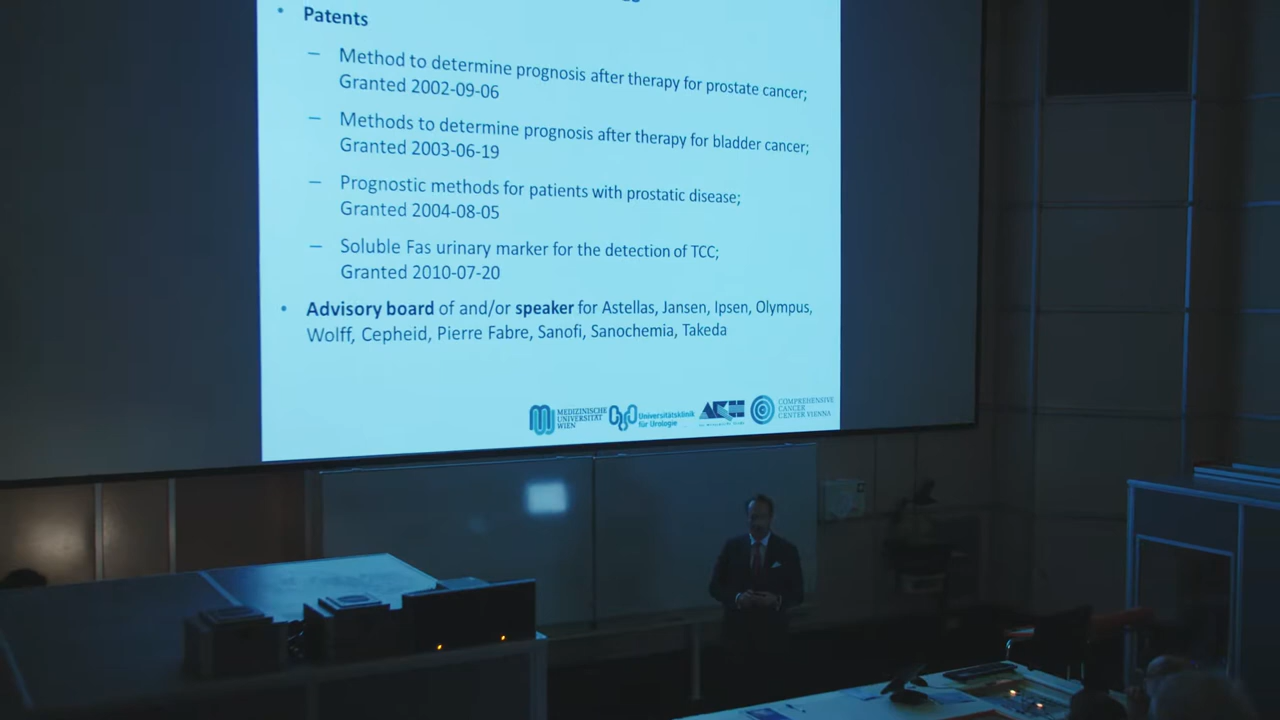 • Patents
– Method to determine prognosis after therapy for prostate cancer;
Granted 2002-09-06
– Methods to determine prognosis after therapy for bladder cancer;
Granted 2003-06-19
– Prognostic methods for patients with prostatic disease;
Granted 2004-08-05
– Soluble Fas urinary marker for the detection of TCC;
Granted 2010-07-20
• Advisory board of and/or speaker for Astellas, Jansen, Ipsen, Olympus,
Wolff, Cepheid, Pierre Fabre, Sanofi, Sanochemia, Takeda
MEDIZINISCHE
UNIVERSITÄT
WIEN
Universitätsklinik
für Urologie
AKH
COMPREHENSIVE
CANCER
CENTER VIENNA